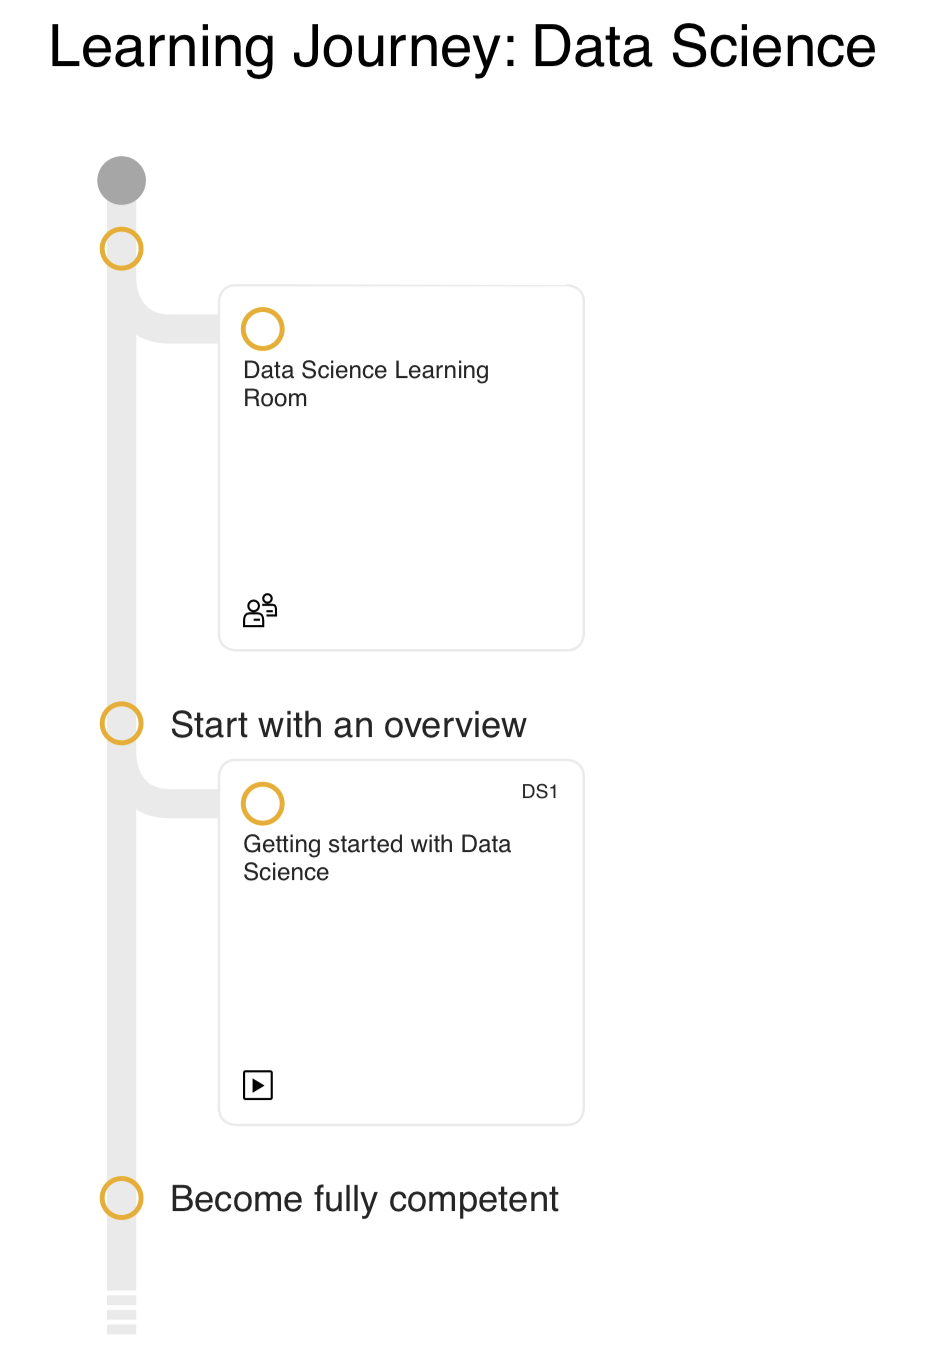 Learning Journey: Data Science
Data Science Learning
Room
Start with an overview
DS1
Getting started with Data
Science
Become fully competent